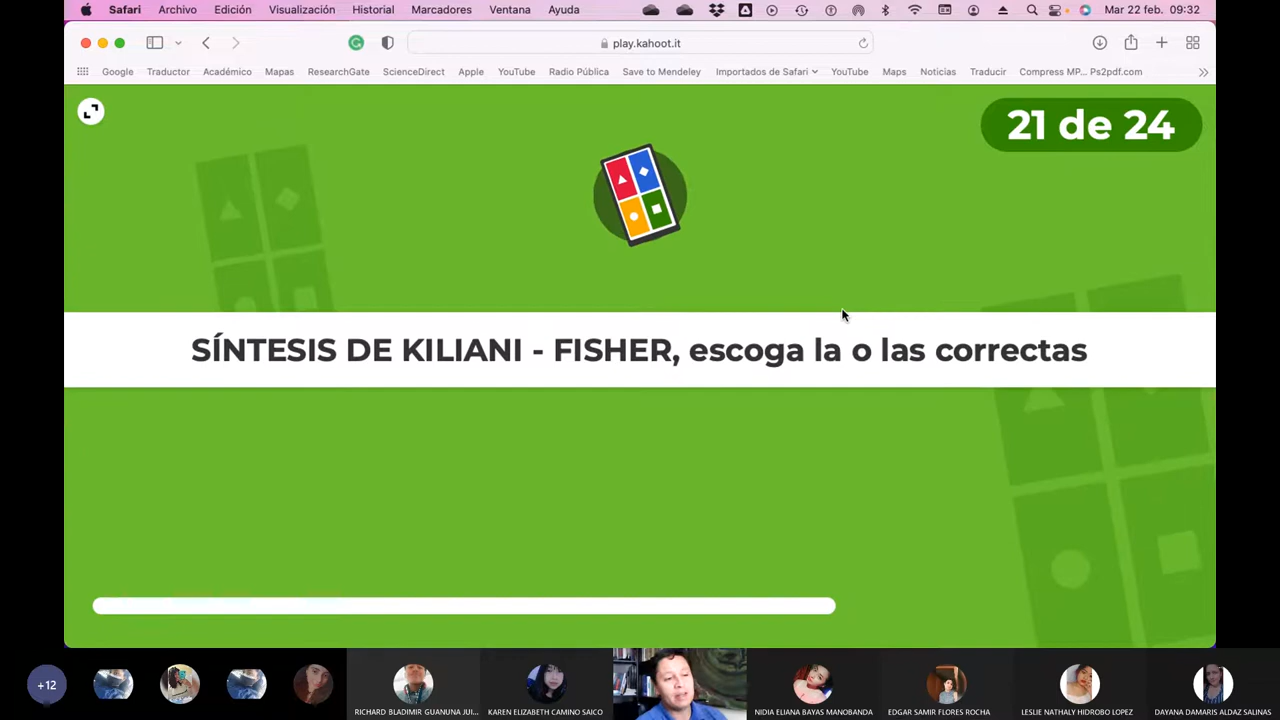 Safari Archivo Edición Visualización Historial Marcadores Ventana Ayuda Mar 22 feb. 09:32
play.kahoot.it
Google Traductor Académico Mapas ResearchGate ScienceDirect Apple YouTube Radio Pública Save to Mendeley Importados de Safari YouTube Maps Noticias Traducir Compress MP... Ps2pdf.com
21 de 24
SÍNTESIS DE KILIANI - FISHER, escoga la o las correctas
+12
RICHARD BLADIMIR GUANUNA JUI... KAREN ELIZABETH CAMINO SAICO NIDIA ELIANA BAYAS MANOBANDA EDGAR SAMIR FLORES ROCHA LESLIE NATHALY HIDROBO LOPEZ DAYANA DAMARIS ALDAZ SALINAS